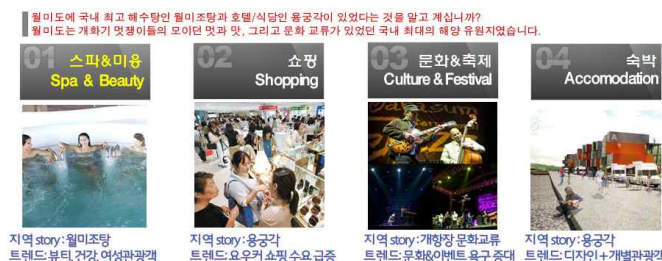 월미도에 국내 최고 해수탕인 월미조탕과 호텔/식당인 용궁각이 있었다는 것을 알고 계십니까?
월미도는 개화기 멋쟁이들의 모이던 멋과 맛, 그리고 문화 교류가 있었던 국내 최대의 해양 유원지였습니다.
01 스파&미용
Spa & Beauty
02 쇼핑
Shopping
03 문화&축제
Culture & Festival
04 숙박
Accomodation
지역 story : 월미조탕
트렌드: 뷰티, 건강, 여성관광객
지역 story : 용궁각
트렌드: 요우커 쇼핑 수요 급증
지역 story : 개항장 문화교류
트렌드: 문화&이벤트 욕구 증대
지역 story : 용궁각
트렌드: 디자인 + 개별관광객